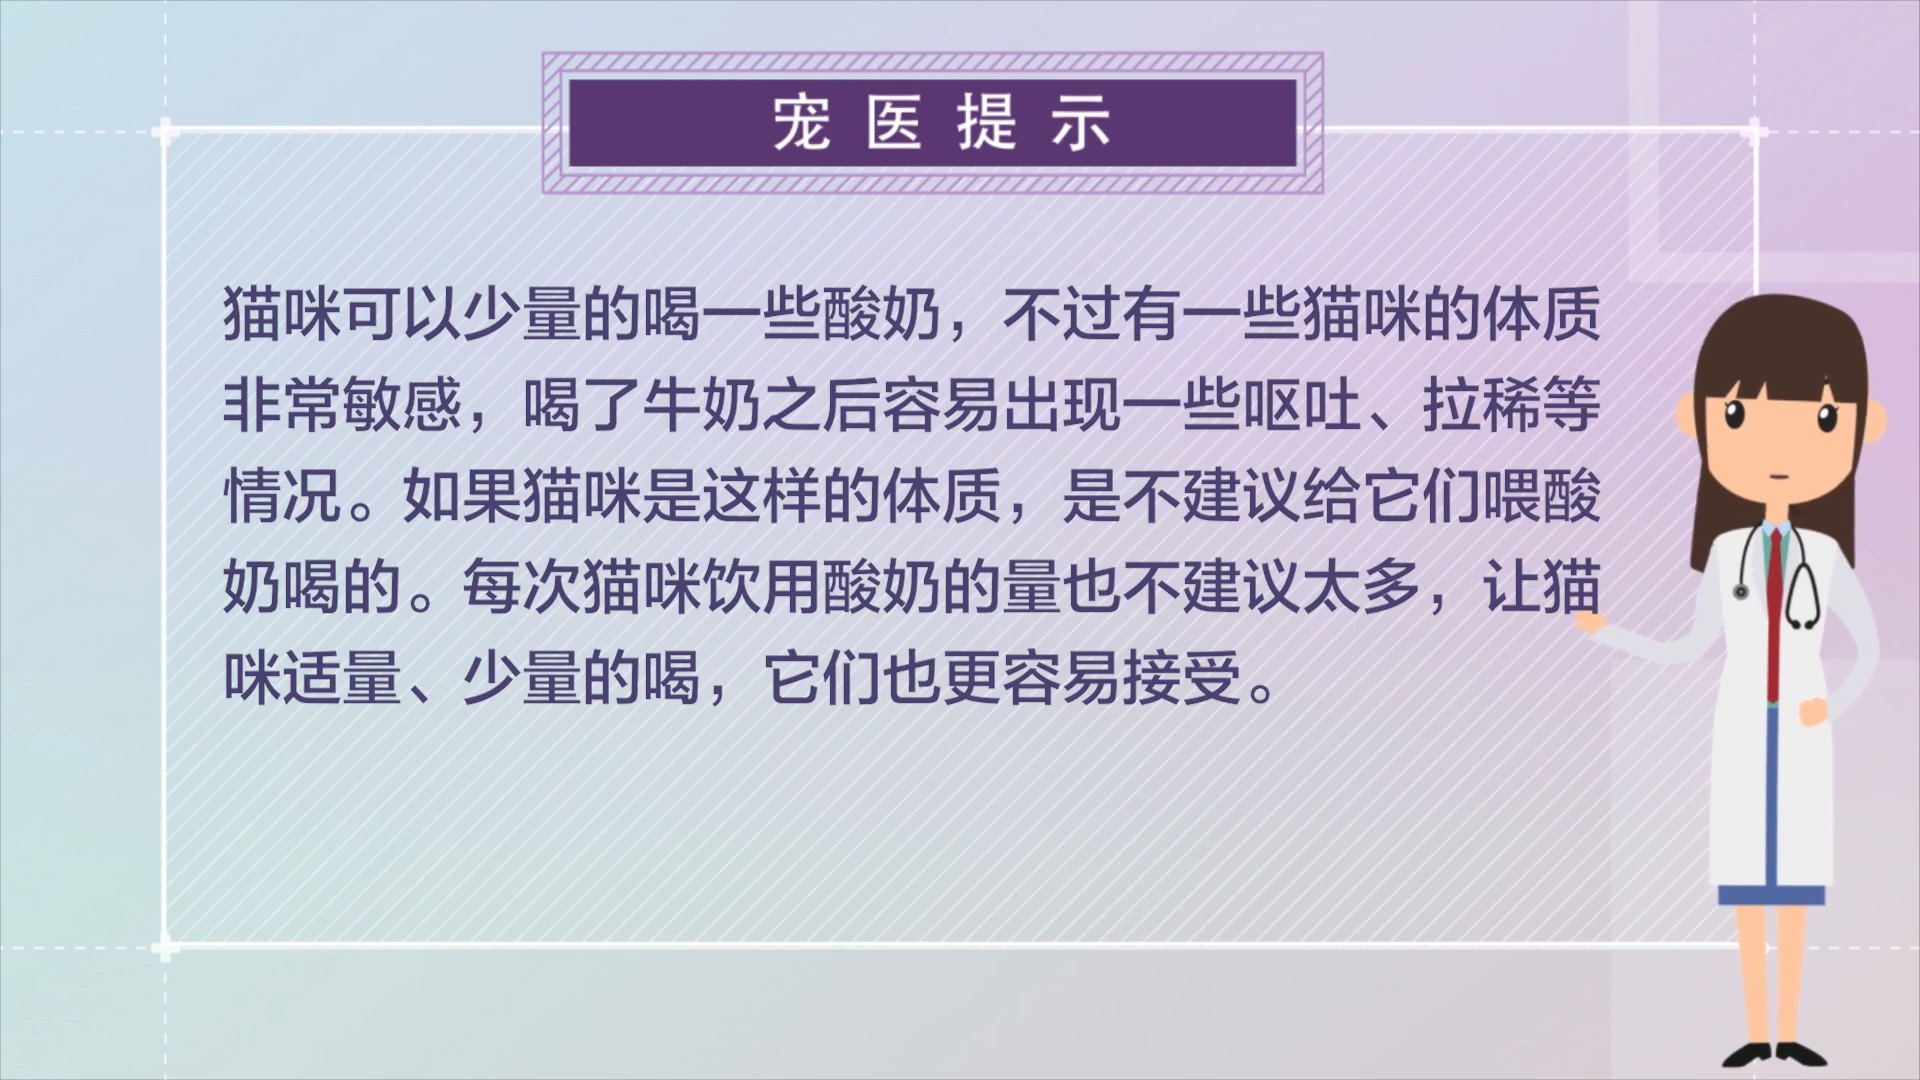 宠医提示
猫咪可以少量的喝一些酸奶，不过有一些猫咪的体质
非常敏感，喝了牛奶之后容易出现一些呕吐、拉稀等
情况。如果猫咪是这样的体质，是不建议给它们喂酸
奶喝的。每次猫咪饮用酸奶的量也不建议太多，让猫
咪适量、少量的喝，它们也更容易接受。